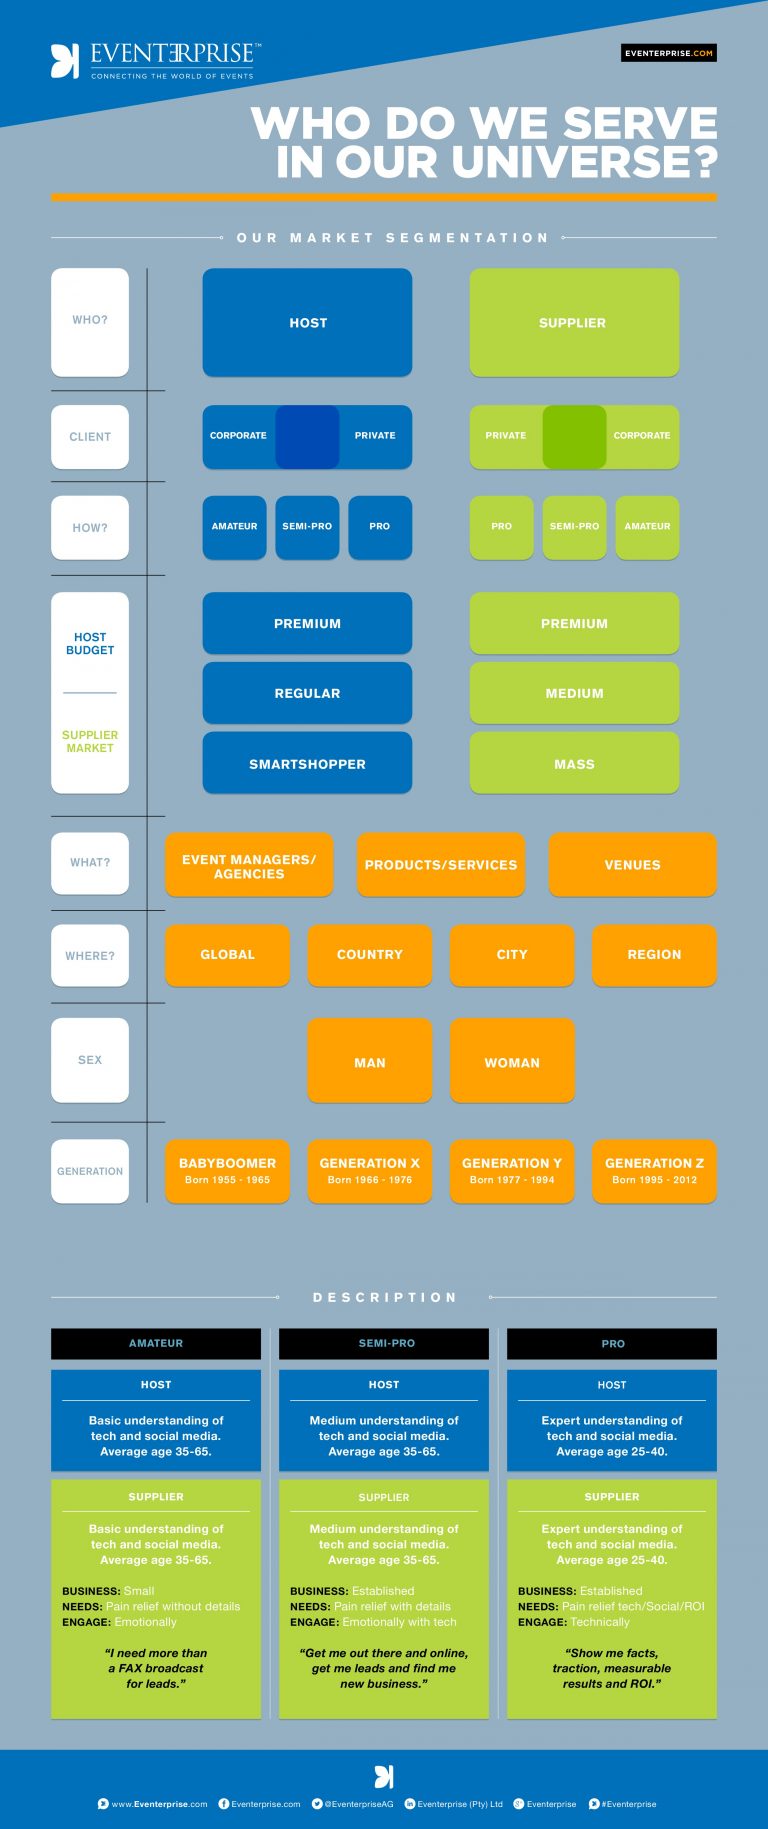 EVENTERPRISE™
CONNECTING THE WORLD OF EVENTS
EVENTERPRISE.COM
WHO DO WE SERVE
IN OUR UNIVERSE?
OUR MARKET SEGMENTATION
WHO?
HOST
SUPPLIER
CLIENT
CORPORATE
PRIVATE
PRIVATE
CORPORATE
HOW?
AMATEUR
SEMI-PRO
PRO
PRO
SEMI-PRO
AMATEUR
HOST
BUDGET
SUPPLIER
MARKET
PREMIUM
PREMIUM
REGULAR
MEDIUM
SMARTSHOPPER
MASS
WHAT?
EVENT MANAGERS/
AGENCIES
PRODUCTS/SERVICES
VENUES
WHERE?
GLOBAL
COUNTRY
CITY
REGION
SEX
MAN
WOMAN
GENERATION
BABYBOOMER
Born 1955 - 1965
GENERATION X
Born 1966 - 1976
GENERATION Y
Born 1977 - 1994
GENERATION Z
Born 1995 - 2012
DESCRIPTION
AMATEUR
HOST
Basic understanding of
tech and social media.
Average age 35-65.
SUPPLIER
Basic understanding of
tech and social media.
Average age 35-65.
BUSINESS: Small
NEEDS: Pain relief without details
ENGAGE: Emotionally
“I need more than
a FAX broadcast
for leads.”
SEMI-PRO
HOST
Medium understanding of
tech and social media.
Average age 35-65.
SUPPLIER
Medium understanding of
tech and social media.
Average age 35-65.
BUSINESS: Established
NEEDS: Pain relief with details
ENGAGE: Emotionally with tech
“Get me out there and online,
get me leads and find me
new business.”
PRO
HOST
Expert understanding of
tech and social media.
Average age 25-40.
SUPPLIER
Expert understanding of
tech and social media.
Average age 25-40.
BUSINESS: Established
NEEDS: Pain relief tech/Social/ROI
ENGAGE: Technically
“Show me facts,
traction, measurable
results and ROI.”
www.Eventerprise.com
Eventerprise.com
@EventerpriseAG
Eventerprise (Pty) Ltd
Eventerprise
#Eventerprise